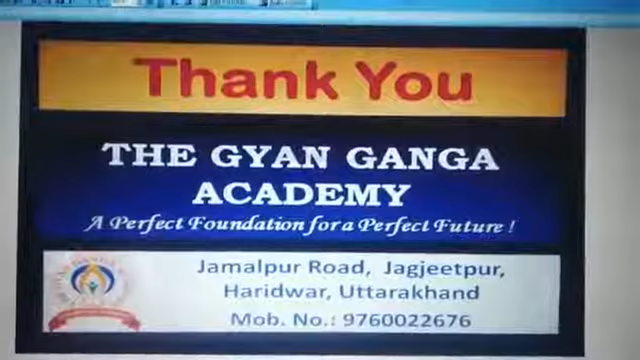 Thank You
THE GYAN GANGA
ACADEMY
A Perfect Foundation for a Perfect Future !
Jamalpur Road, Jagjeetpur,
Haridwar, Uttarakhand
Mob. No.: 9760022676